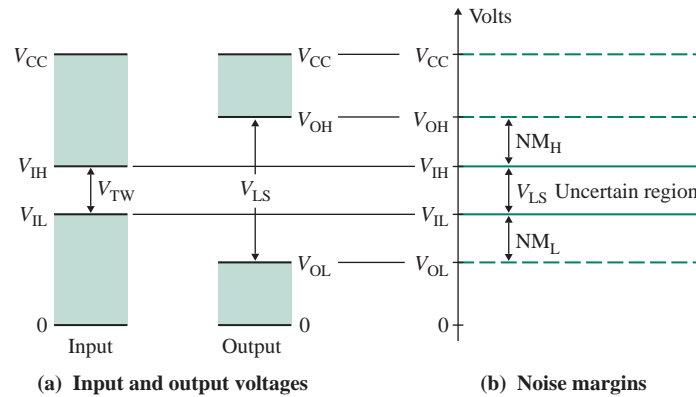 Volts
V_CC
V_CC
V_CC
V_OH
V_OH
NM_H
V_IH
V_IH
V_TW
V_LS
V_LS Uncertain region
V_IL
V_IL
NM_L
V_OL
V_OL
0
0
0
Input
Output
(a) Input and output voltages
(b) Noise margins